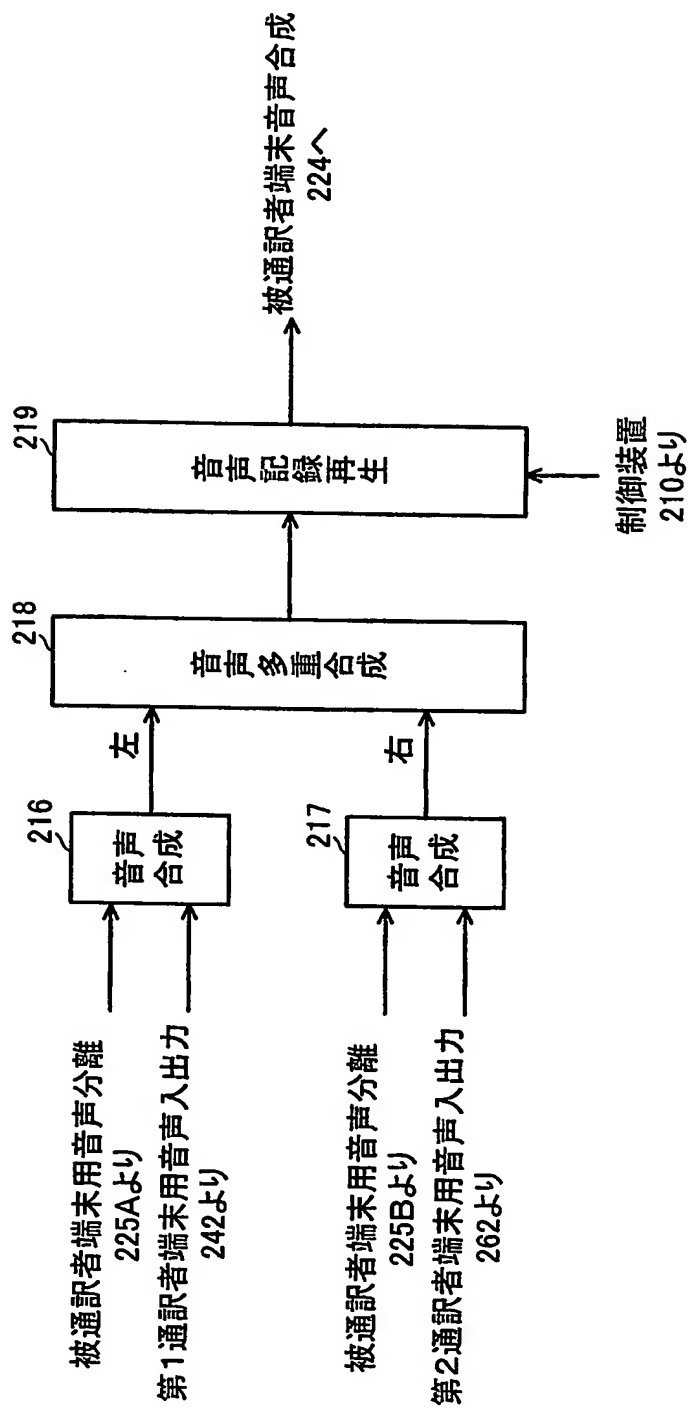 被通訳者端末用音声分離
225Aより
第1通訳者端末用音声入出力
242より
216
音声
合成
左
被通訳者端末用音声分離
225Bより
第2通訳者端末用音声入出力
262より
217
音声
合成
右
218
音声多重合成
219
音声記録
再生
制御装置
210より
被通訳者端末音声合成
224へ